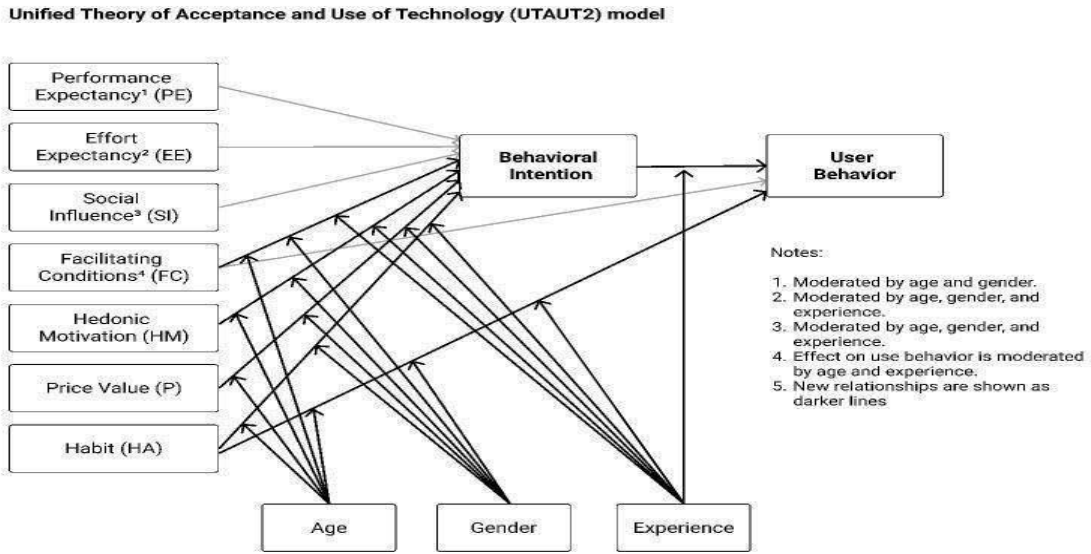 Unified Theory of Acceptance and Use of Technology (UTAUT2) model
Performance
Expectancy¹ (PE)
Effort
Expectancy² (EE)
Social
Influence³ (SI)
Facilitating
Conditions⁴ (FC)
Hedonic
Motivation (HM)
Price Value (P)
Habit (HA)
Behavioral
Intention
User
Behavior
Notes:
1. Moderated by age and gender.
2. Moderated by age, gender, and
experience.
3. Moderated by age, gender, and
experience.
4. Effect on use behavior is moderated
by age and experience.
5. New relationships are shown as
darker lines
Age
Gender
Experience